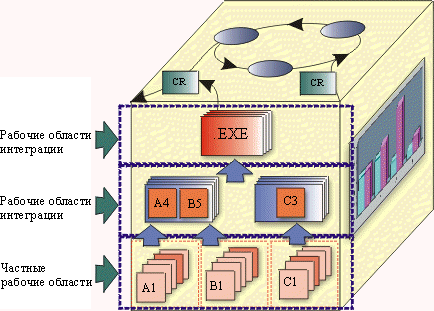 CR
CR
Рабочие области
интеграции
.EXE
Рабочие области
интеграции
A4
B5
C3
Частные
рабочие области
A1
B1
C1